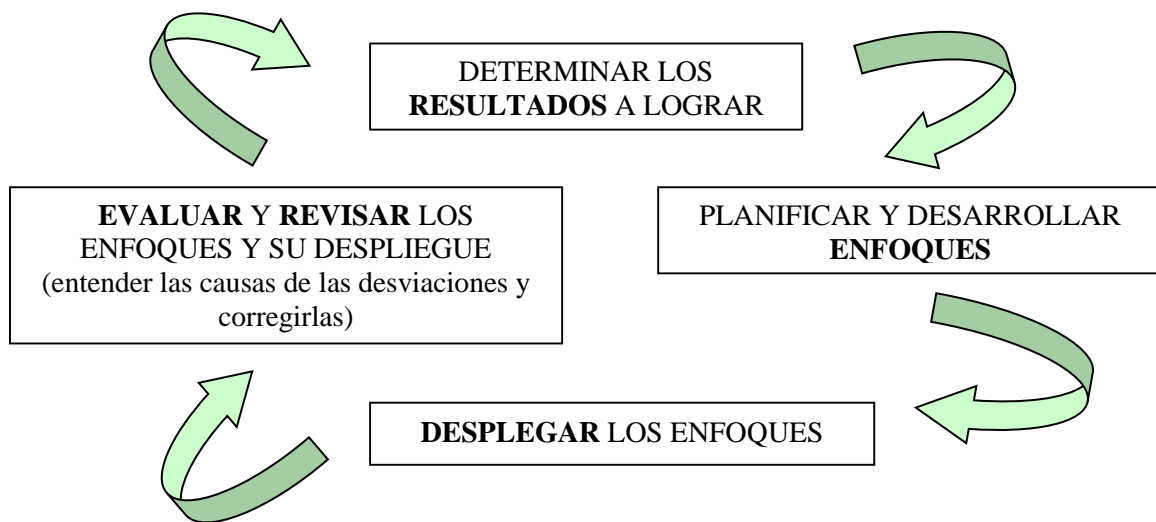 DETERMINAR LOS
RESULTADOS A LOGRAR
PLANIFICAR Y DESARROLLAR
ENFOQUES
DESPLEGAR LOS ENFOQUES
EVALUAR Y REVISAR LOS
ENFOQUES Y SU DESPLIEGUE
(entender las causas de las desviaciones y
corregirlas)